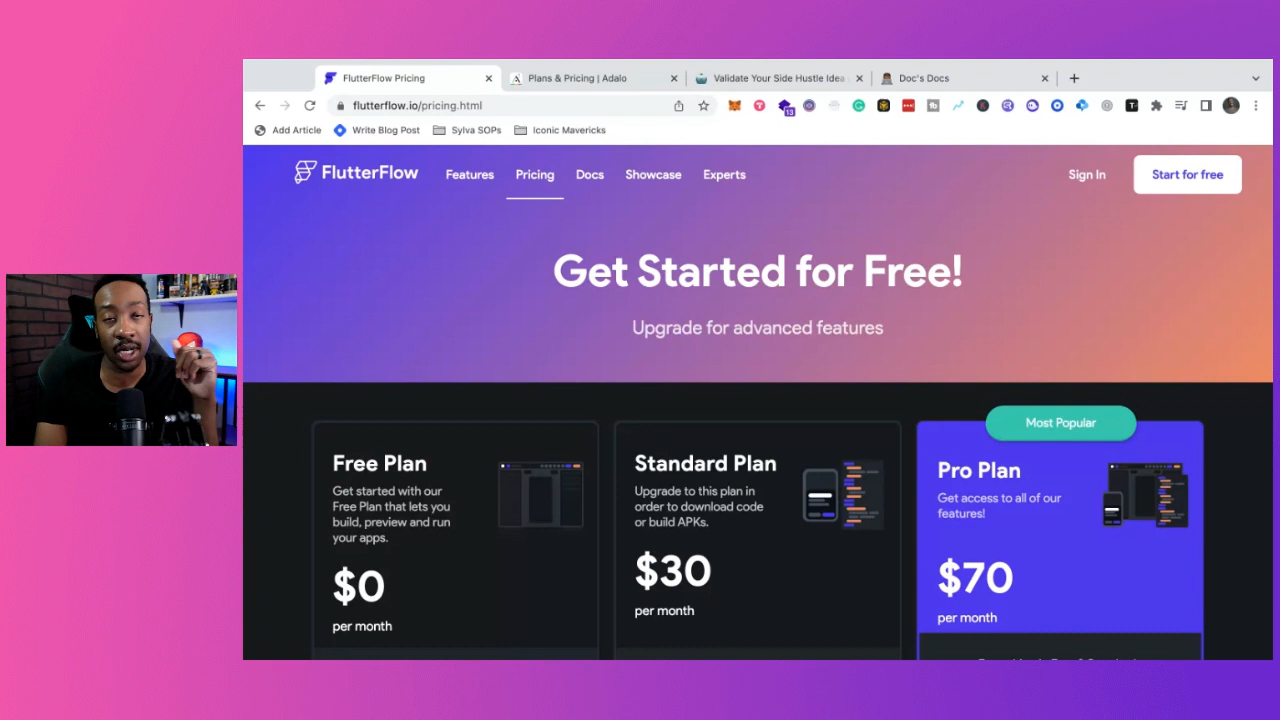 FlutterFlow Pricing
Plans & Pricing | Adalo
Validate Your Side Hustle Idea
Doc's Docs
flutterflow.io/pricing.html
13
Add Article
Write Blog Post
Sylva SOPs
Iconic Mavericks
FlutterFlow
Features
Pricing
Docs
Showcase
Experts
Sign In
Start for free
Get Started for Free!
Upgrade for advanced features
Most Popular
Free Plan
Get started with our
Free Plan that lets you
build, preview and run
your apps.
$0
per month
Standard Plan
Upgrade to this plan in
order to download code
or build APKs.
$30
per month
Pro Plan
Get access to all of our
features!
$70
per month